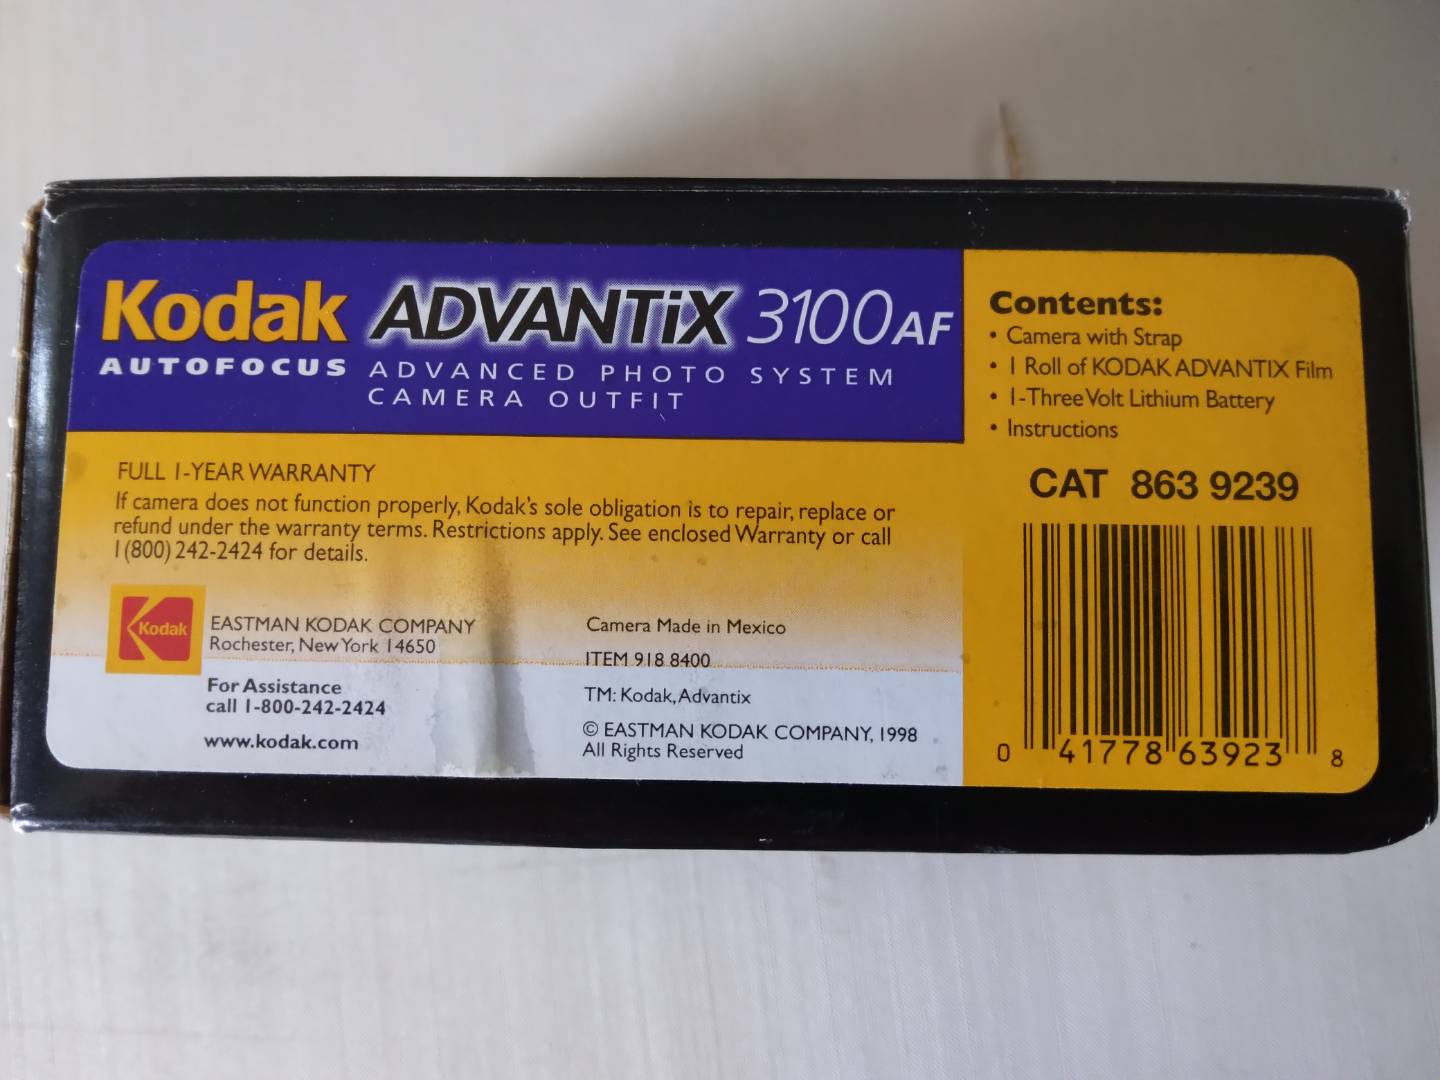 Kodak ADVANTiX 3100 AF
AUTOFOCUS ADVANCED PHOTO SYSTEM
CAMERA OUTFIT
FULL 1-YEAR WARRANTY
If camera does not function properly, Kodak's sole obligation is to repair, replace or
refund under the warranty terms. Restrictions apply. See enclosed Warranty or call
1(800) 242-2424 for details.
Kodak
EASTMAN KODAK COMPANY
Rochester, New York 14650
For Assistance
call 1-800-242-2424
www.kodak.com
Camera Made in Mexico
ITEM 918 8400
TM: Kodak, Advantix
© EASTMAN KODAK COMPANY, 1998
All Rights Reserved
Contents:
• Camera with Strap
• 1 Roll of KODAK ADVANTIX Film
• 1-Three Volt Lithium Battery
• Instructions
CAT 863 9239
0 41778 63923 8